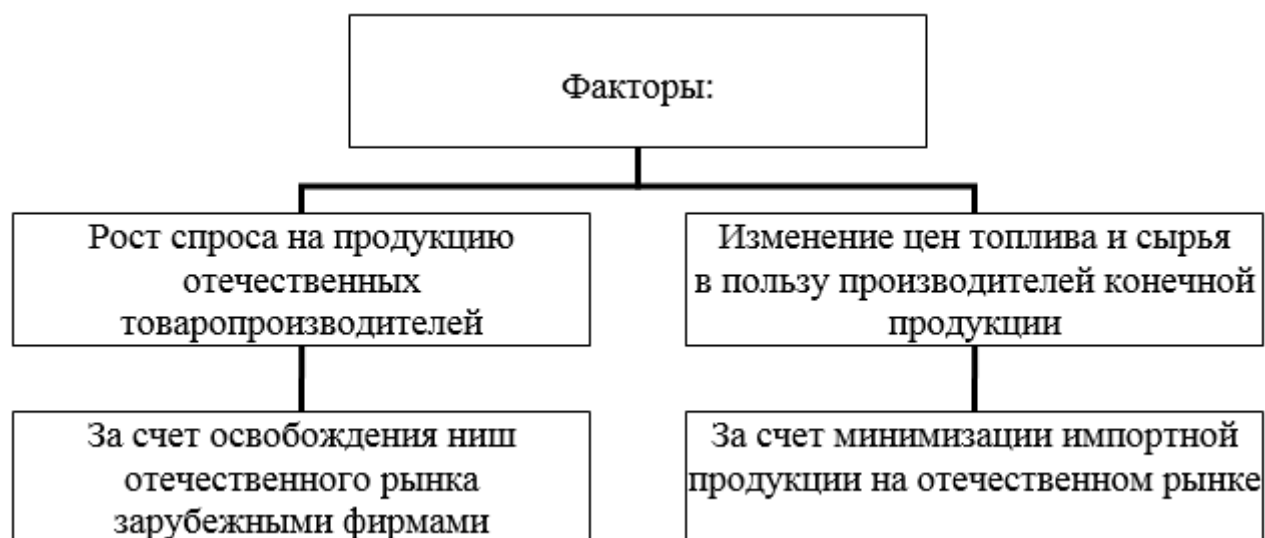 Факторы:
Рост спроса на продукцию
отечественных
товаропроизводителей
Изменение цен топлива и сырья
в пользу производителей конечной
продукции
За счет освобождения ниш
отечественного рынка
зарубежными фирмами
За счет минимизации импортной
продукции на отечественном рынке